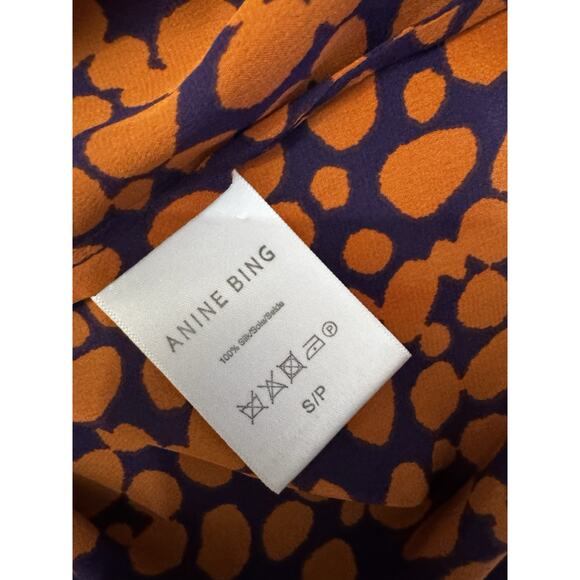 ANINE BING
100% Silk/Soie/Seide
P
S/P